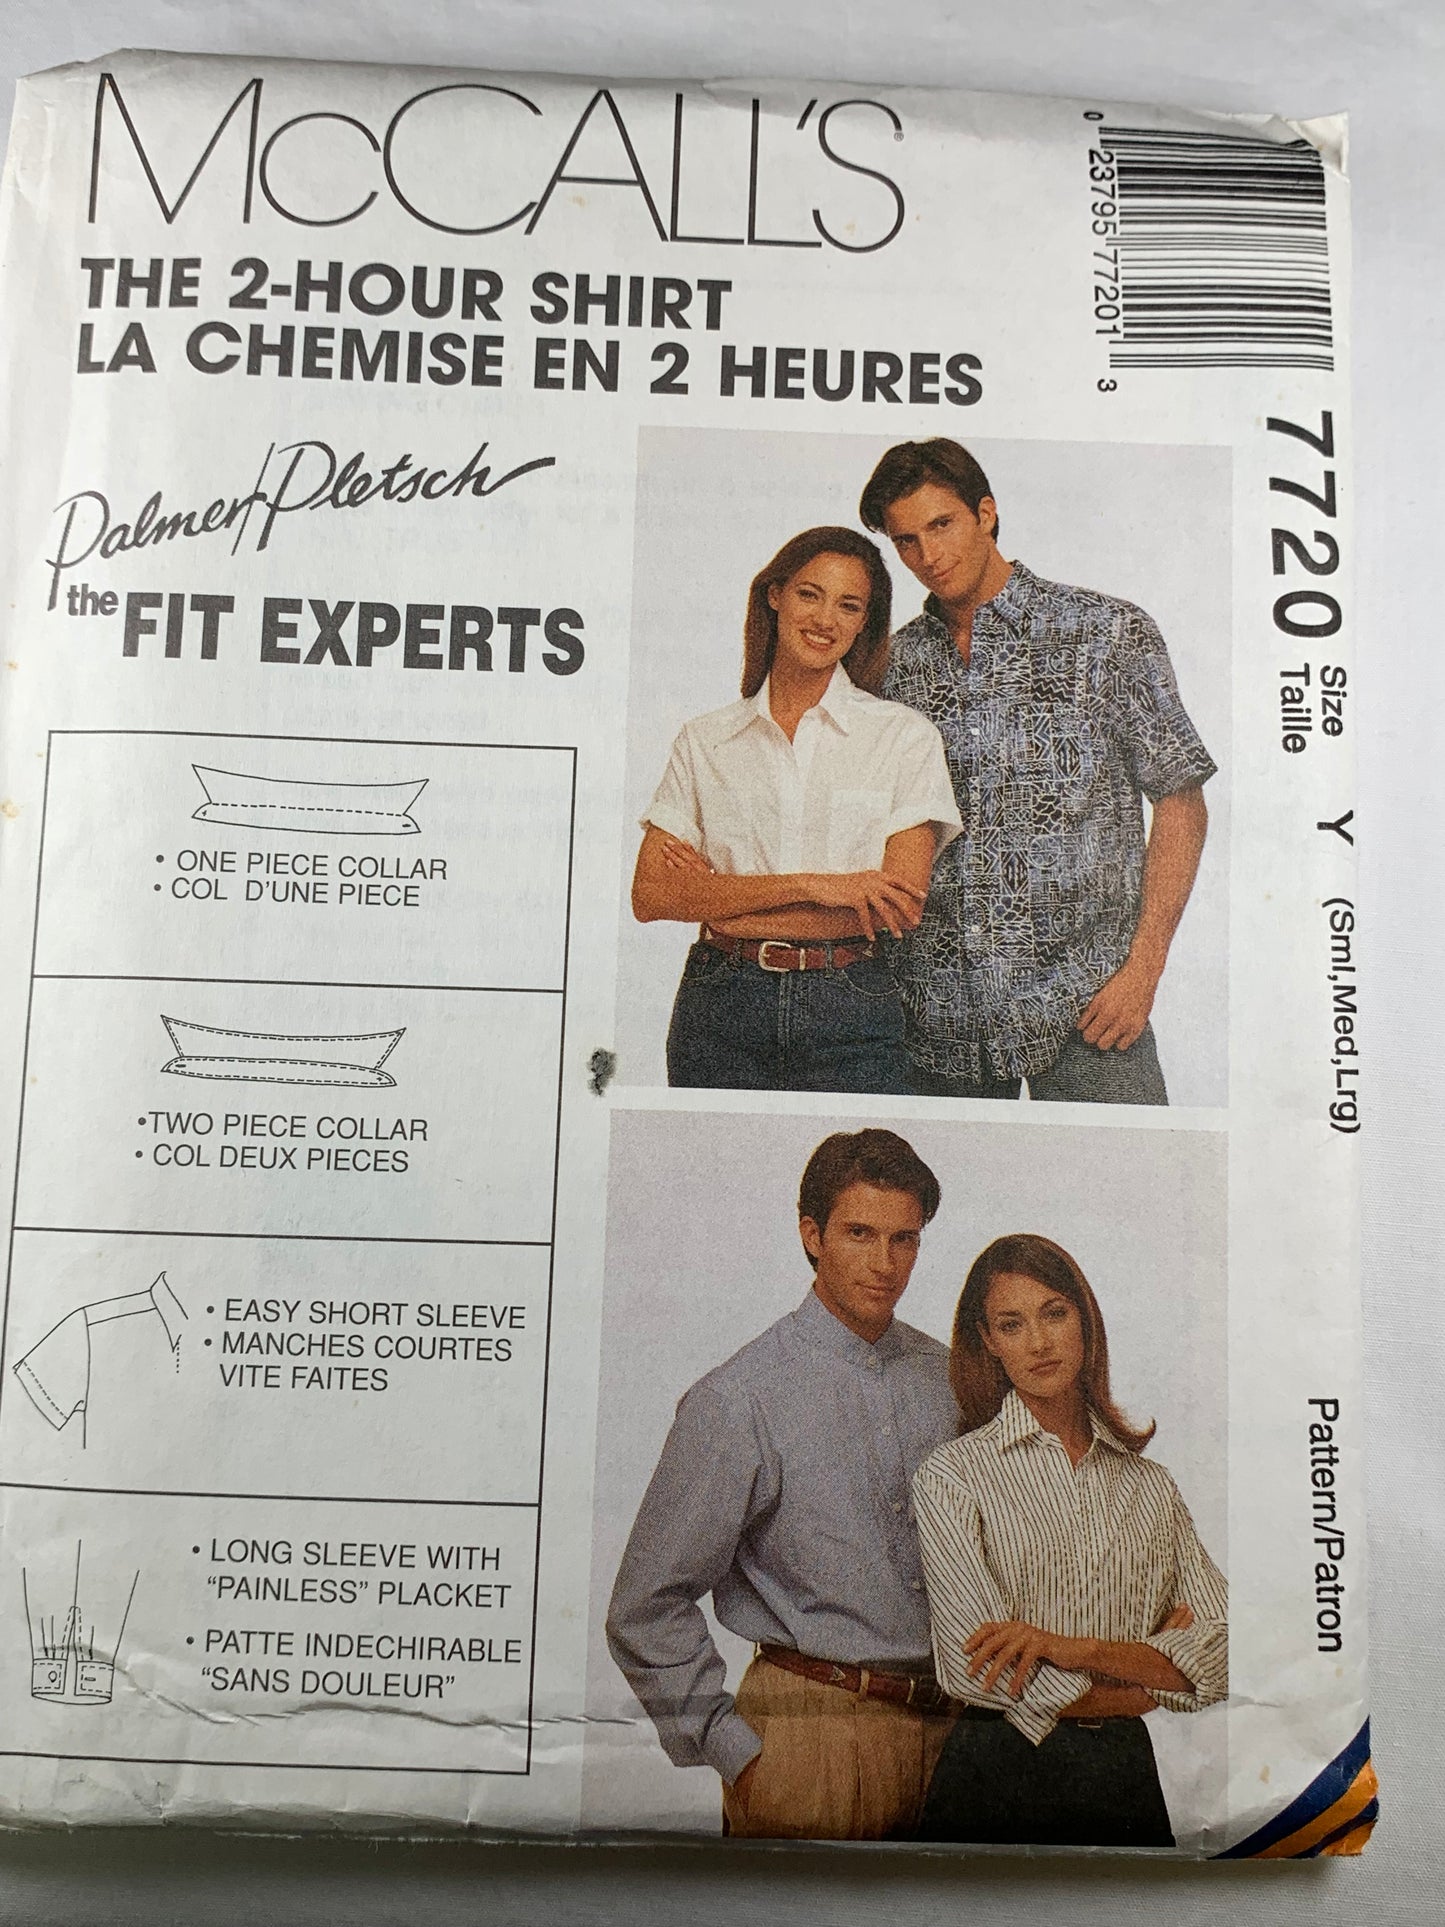 McCALL'S®
THE 2-HOUR SHIRT
LA CHEMISE EN 2 HEURES
Palmer/Pletsch
the FIT EXPERTS
• ONE PIECE COLLAR
• COL D'UNE PIECE
•TWO PIECE COLLAR
• COL DEUX PIECES
• EASY SHORT SLEEVE
• MANCHES COURTES
VITE FAITES
• LONG SLEEVE WITH
"PAINLESS" PLACKET
• PATTE INDECHIRABLE
"SANS DOULEUR"
0 23795 77201 3
7720 Size Y (Sml,Med,Lrg) Pattern/Patron
Taille